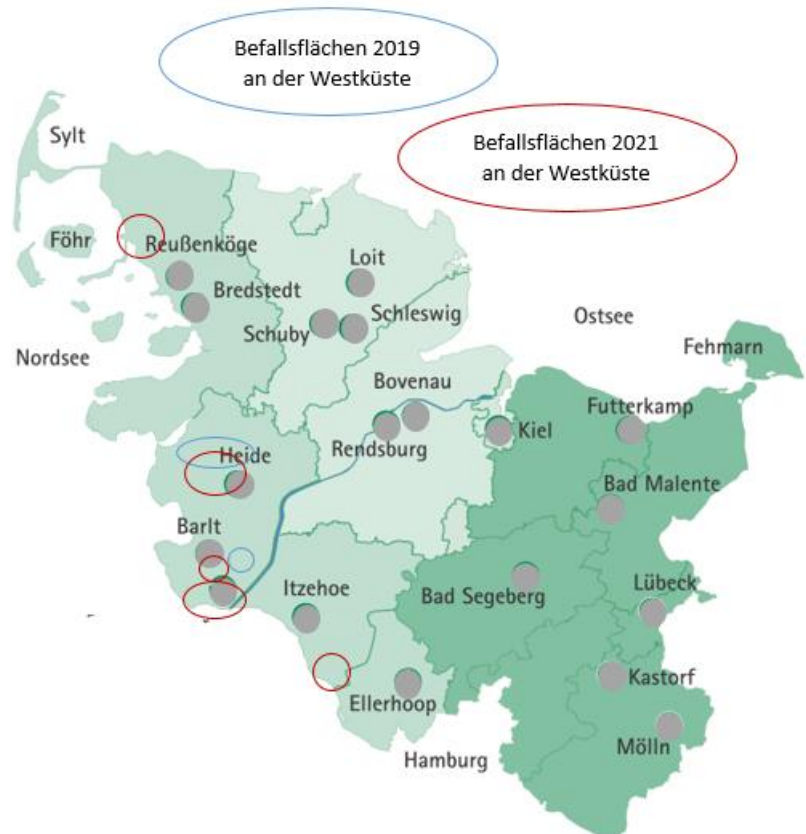 Befallsflächen 2019
an der Westküste
Befallsflächen 2021
an der Westküste
Sylt
Föhr
Reußenköge
Loit
Bredstedt
Schleswig
Schuby
Ostsee
Nordsee
Fehmarn
Bovenau
Futterkamp
Kiel
Rendsburg
Heide
Bad Malente
Barlt
Itzehoe
Bad Segeberg
Lübeck
Kastorf
Ellerhoop
Mölln
Hamburg